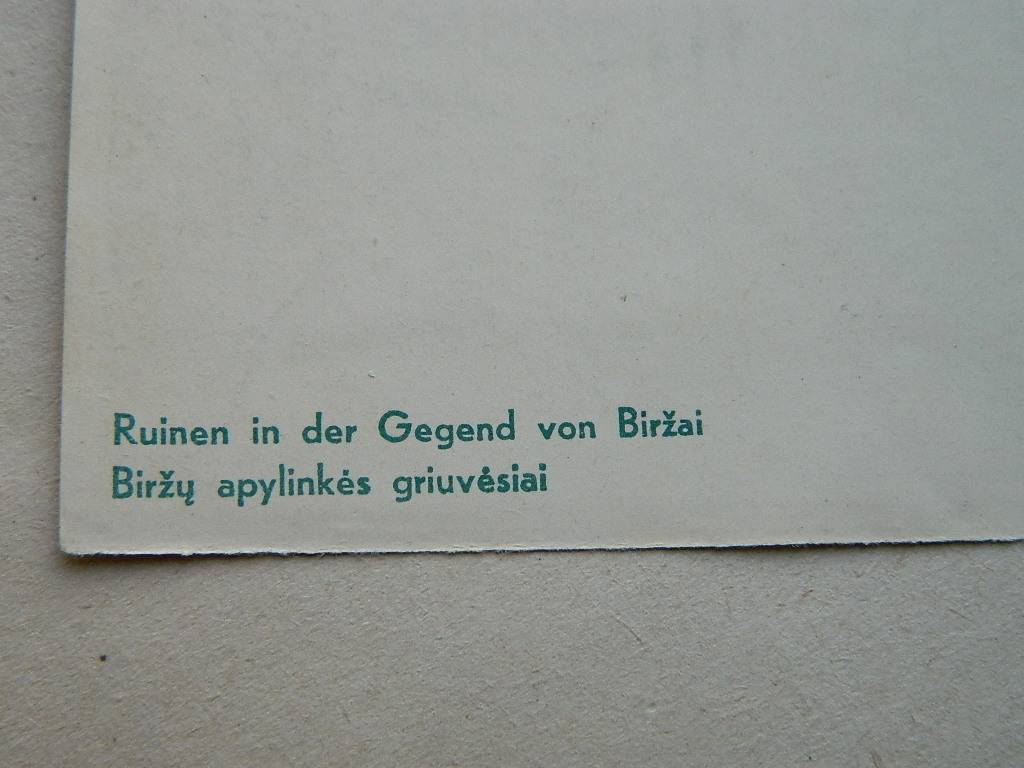 Ruinen in der Gegend von Biržai
Biržų apylinkės griuvėsiai